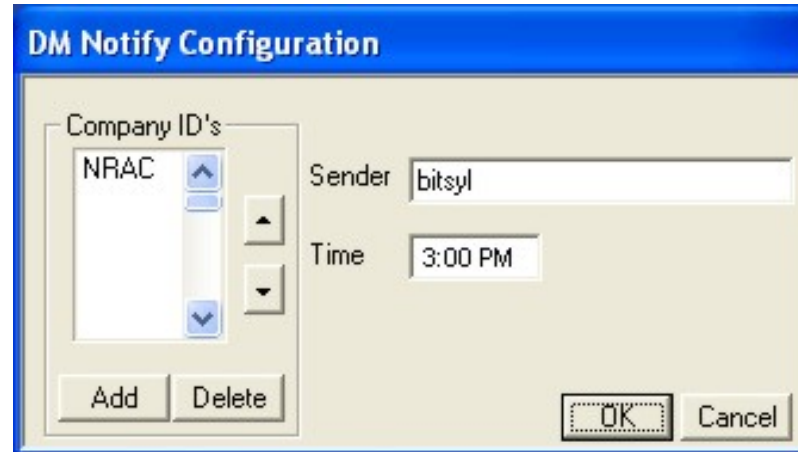 DM Notify Configuration
Company ID's
NRAC
Sender bitsyl
Time 3:00 PM
Add Delete
OK Cancel